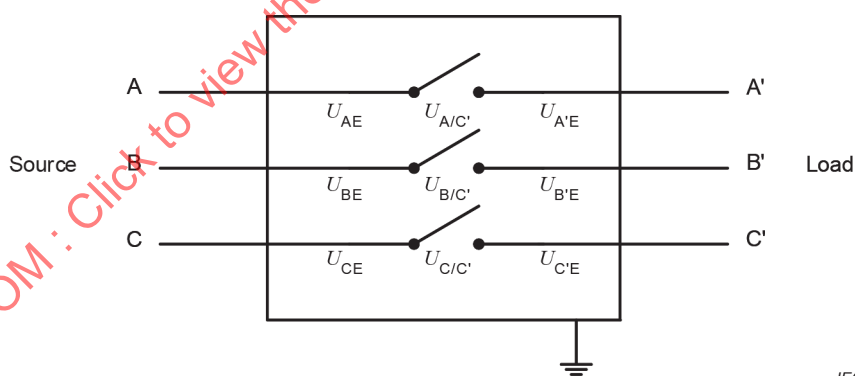 OM : Click to view the
A A'
U_AE U_A/C' U_A'E
Source B B' Load
U_BE U_B/C' U_B'E
C C'
U_CE U_C/C' U_C'E